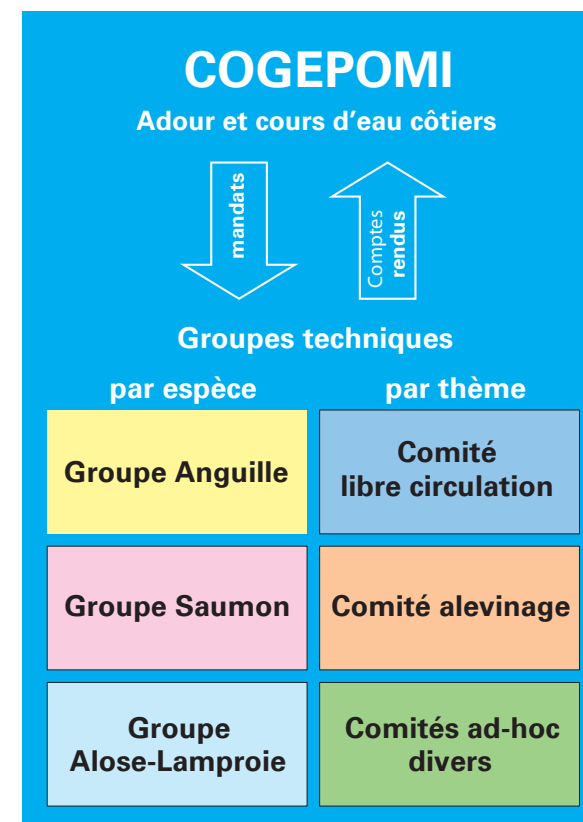 COGEPOMI
Adour et cours d'eau côtiers
mandats
Comptes
rendus
Groupes techniques
par espèce
par thème
Groupe Anguille
Comité
libre circulation
Groupe Saumon
Comité alevinage
Groupe
Alose-Lamproie
Comités ad-hoc
divers